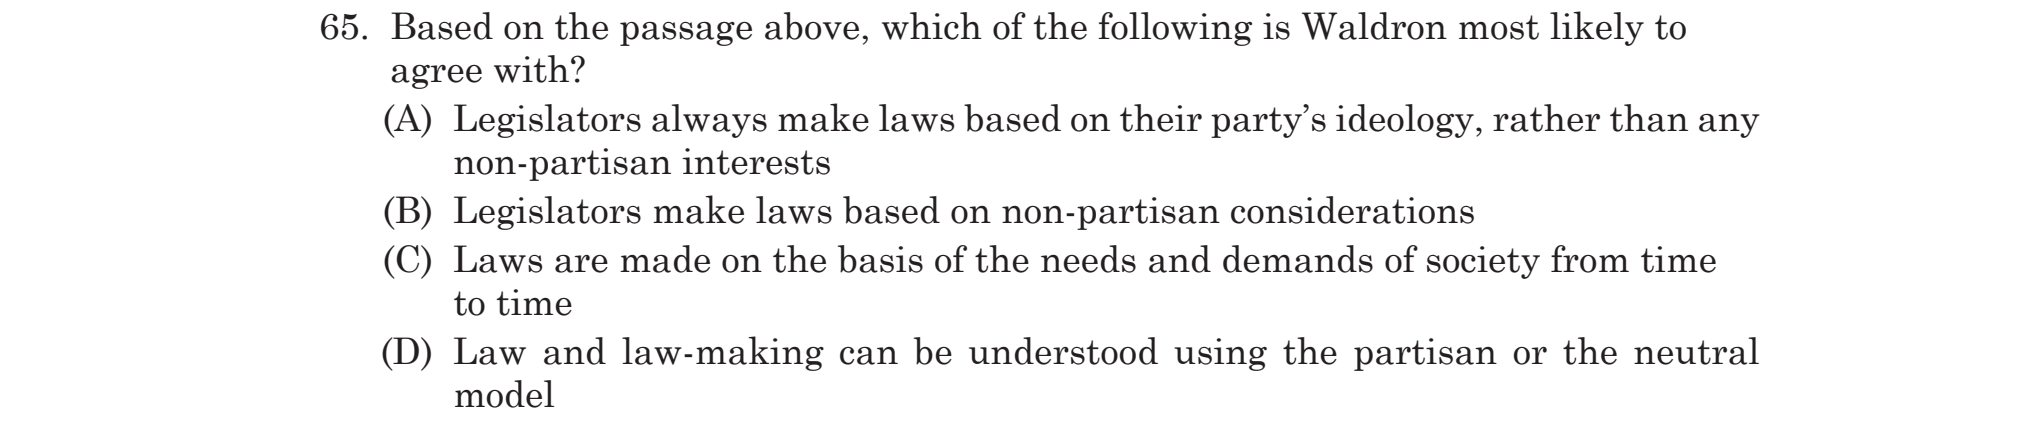 65. Based on the passage above, which of the following is Waldron most likely to
agree with?
(A) Legislators always make laws based on their party’s ideology, rather than any
non-partisan interests
(B) Legislators make laws based on non-partisan considerations
(C) Laws are made on the basis of the needs and demands of society from time
to time
(D) Law and law-making can be understood using the partisan or the neutral
model